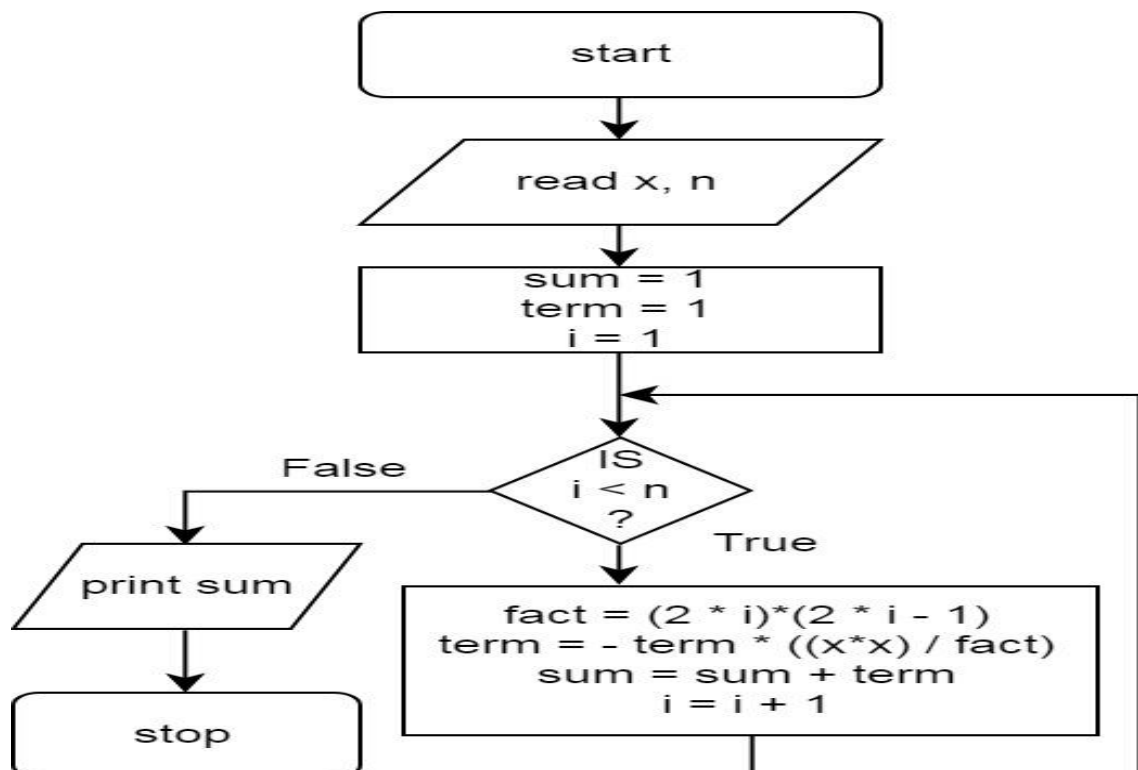 start
read x, n
sum = 1
term = 1
i = 1
IS
i < n
?
False
True
print sum
fact = (2 * i)*(2 * i - 1)
term = - term * ((x*x) / fact)
sum = sum + term
i = i + 1
stop